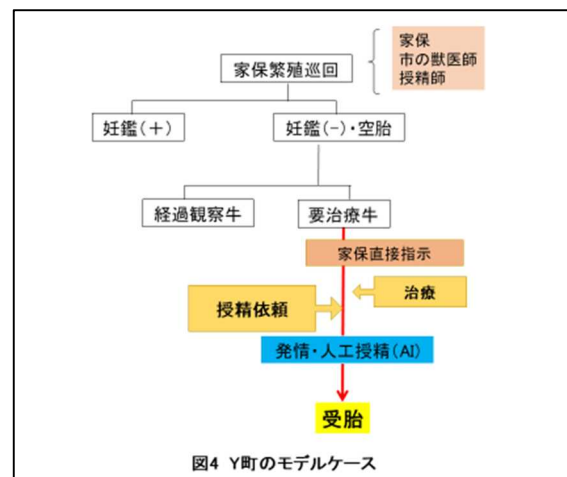 家保
市の獣医師
授精師
家保繁殖巡回
妊鑑(＋)
妊鑑(－)・空胎
経過観察牛
要治療牛
家保直接指示
治療
授精依頼
発情・人工授精(AI)
受胎
図4 Y町のモデルケース